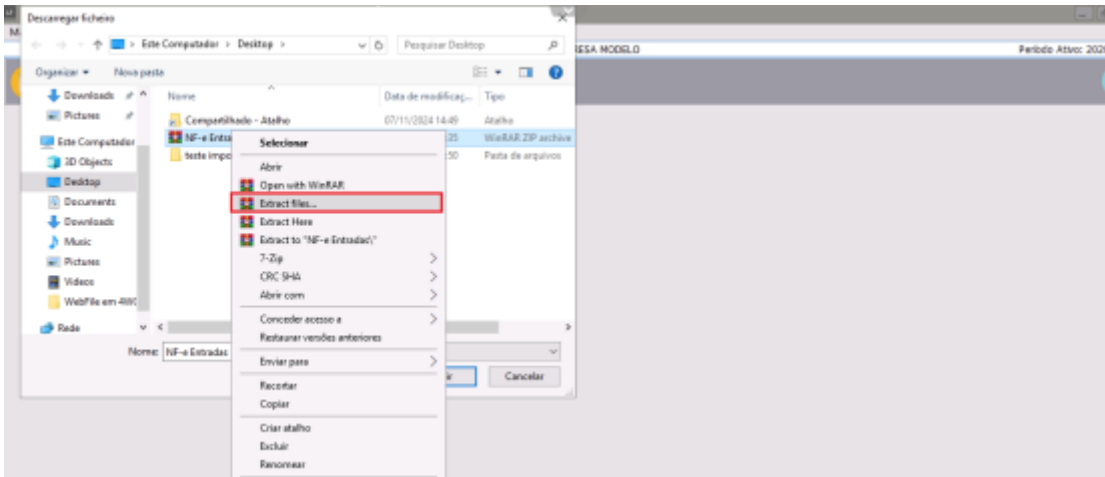 Descarregar ficheiro
Este Computador > Desktop >
Pesquisar Desktop
ESA MODELO
Período Ativo: 202
Organizar
Nova pasta
Downloads
Nome
Data de modificaç...
Tipo
Pictures
Compartilhado - Atalho
07/11/2024 14:49
Atalho
Este Computador
NF-e Entra
:35
WinRAR ZIP archive
3D Objects
teste impo
:50
Pasta de arquivos
Desktop
Documents
Downloads
Music
Pictures
Videos
Rede
Nome:
NF-e Entradas
Cancelar
Selecionar
Abrir
Open with WinRAR
Extract files...
Extract Here
Extract to "NF-e Entradas\"
7-Zip
CRC SHA
Abrir com
Conceder acesso a
Restaurar versões anteriores
Enviar para
Recortar
Copiar
Criar atalho
Excluir
Renomear